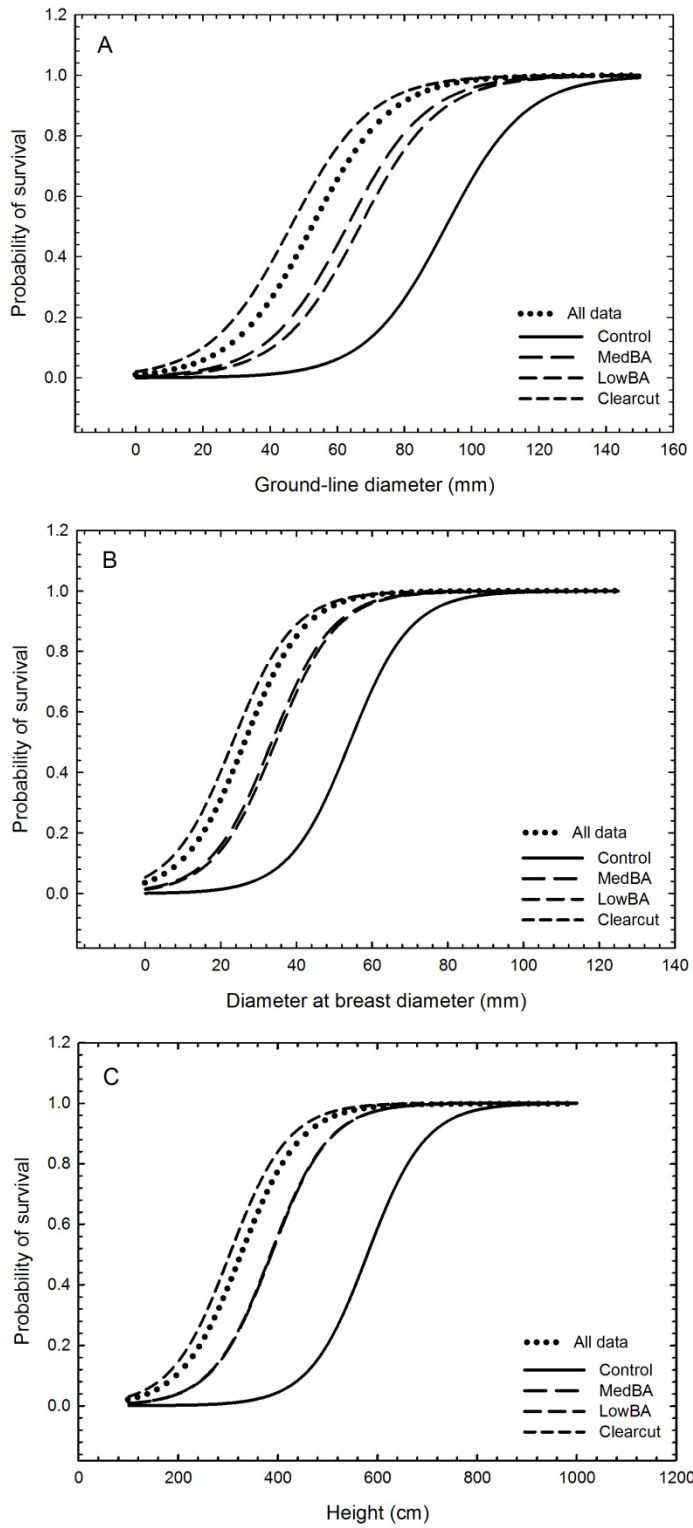 A
1.2
1.0
0.8
0.6
0.4
0.2
0.0
Probability of survival
All data
Control
MedBA
LowBA
Clearcut
0 20 40 60 80 100 120 140 160
Ground-line diameter (mm)
B
1.2
1.0
0.8
0.6
0.4
0.2
0.0
Probability of survival
All data
Control
MedBA
LowBA
Clearcut
0 20 40 60 80 100 120 140
Diameter at breast diameter (mm)
C
1.2
1.0
0.8
0.6
0.4
0.2
0.0
Probability of survival
All data
Control
MedBA
LowBA
Clearcut
0 200 400 600 800 1000 1200
Height (cm)